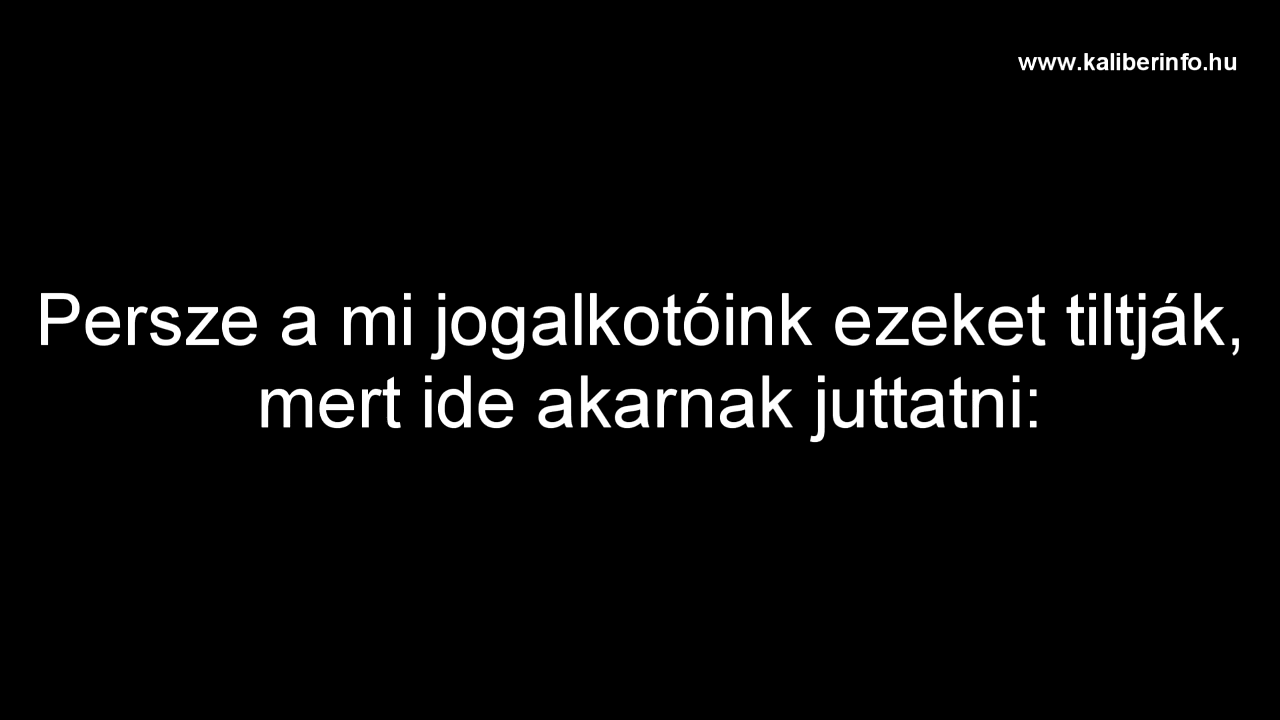 www.kaliberinfo.hu
Persze a mi jogalkotóink ezeket tiltják,
mert ide akarnak juttatni: